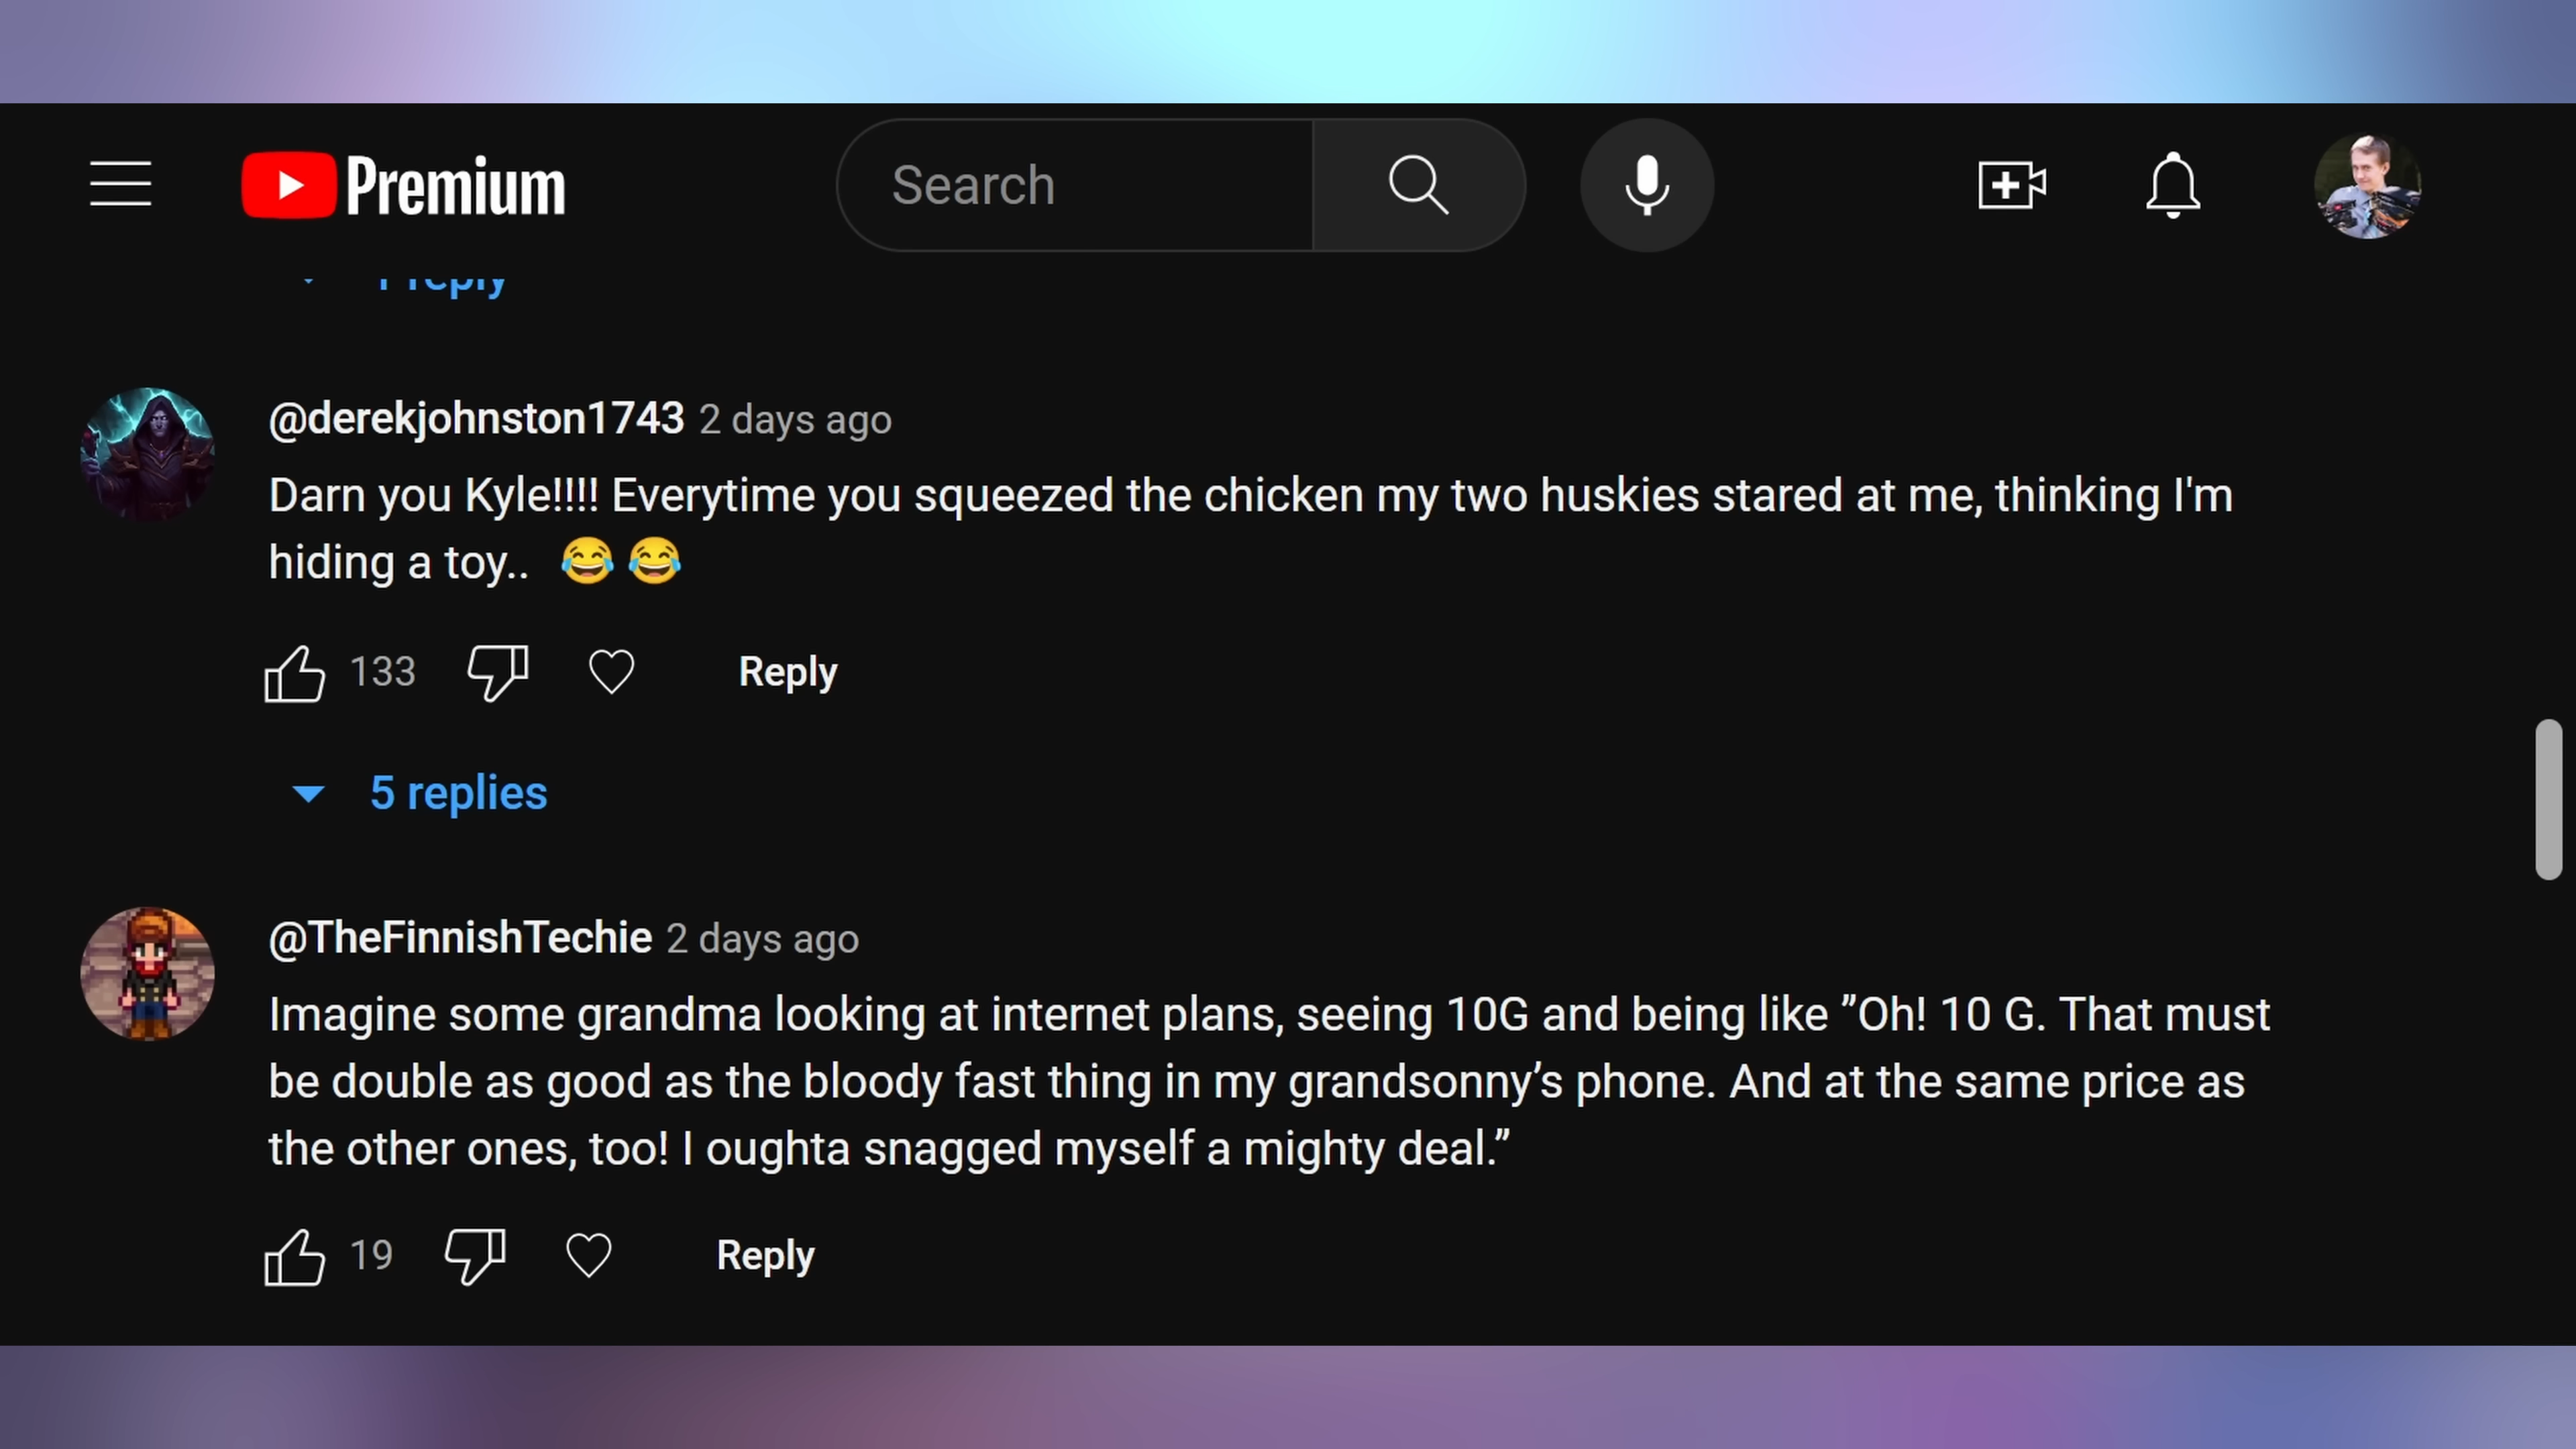 Premium
Search
1 reply
@derekjohnston1743 2 days ago
Darn you Kyle!!!! Everytime you squeezed the chicken my two huskies stared at me, thinking I'm
hiding a toy.. 😂 😂
133 Reply
5 replies
@TheFinnishTechie 2 days ago
Imagine some grandma looking at internet plans, seeing 10G and being like ”Oh! 10 G. That must
be double as good as the bloody fast thing in my grandsonny’s phone. And at the same price as
the other ones, too! I oughta snagged myself a mighty deal.”
19 Reply